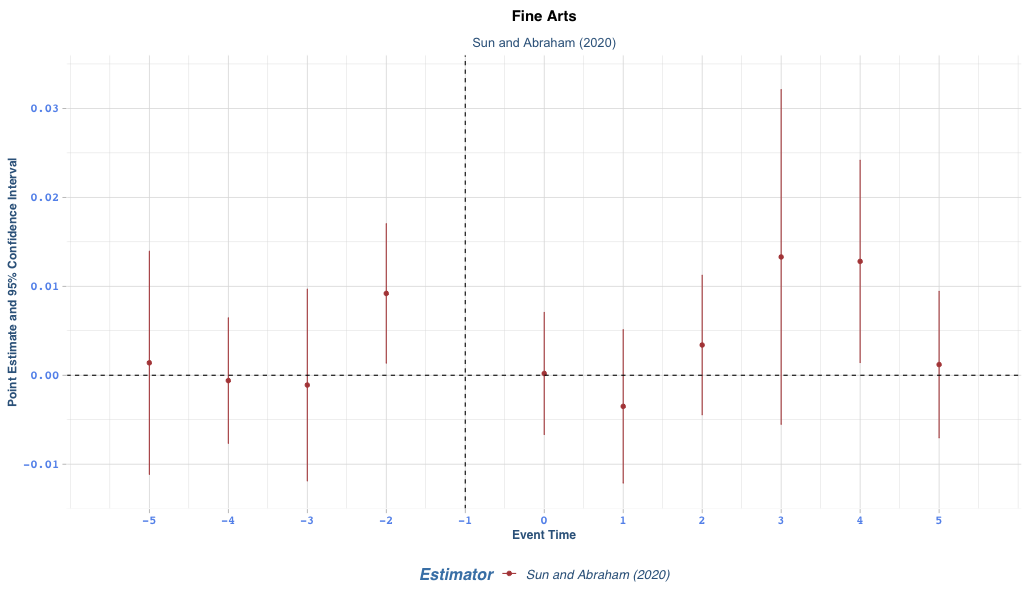 Fine Arts
Sun and Abraham (2020)
Point Estimate and 95% Confidence Interval
0.03
0.02
0.01
0.00
−0.01
−5 −4 −3 −2 −1 0 1 2 3 4 5
Event Time
Estimator Sun and Abraham (2020)